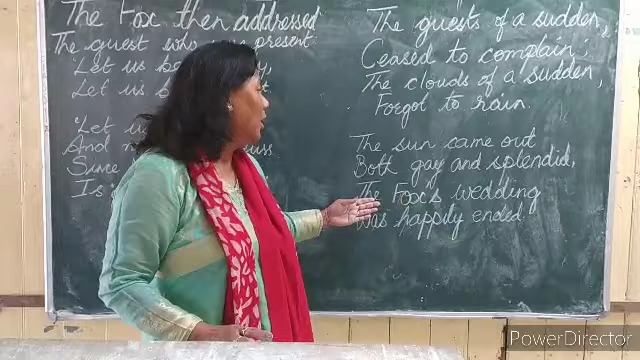 The Fox then addressed
The guest who present
'Let us be
Let us
'Let us
And
Since
Is
The guests of a sudden,
Ceased to complain;
The clouds of a sudden,
Forgot to rain.
The sun came out
Both gay and splendid,
The Fox's wedding
Was happily ended.
PowerDirector